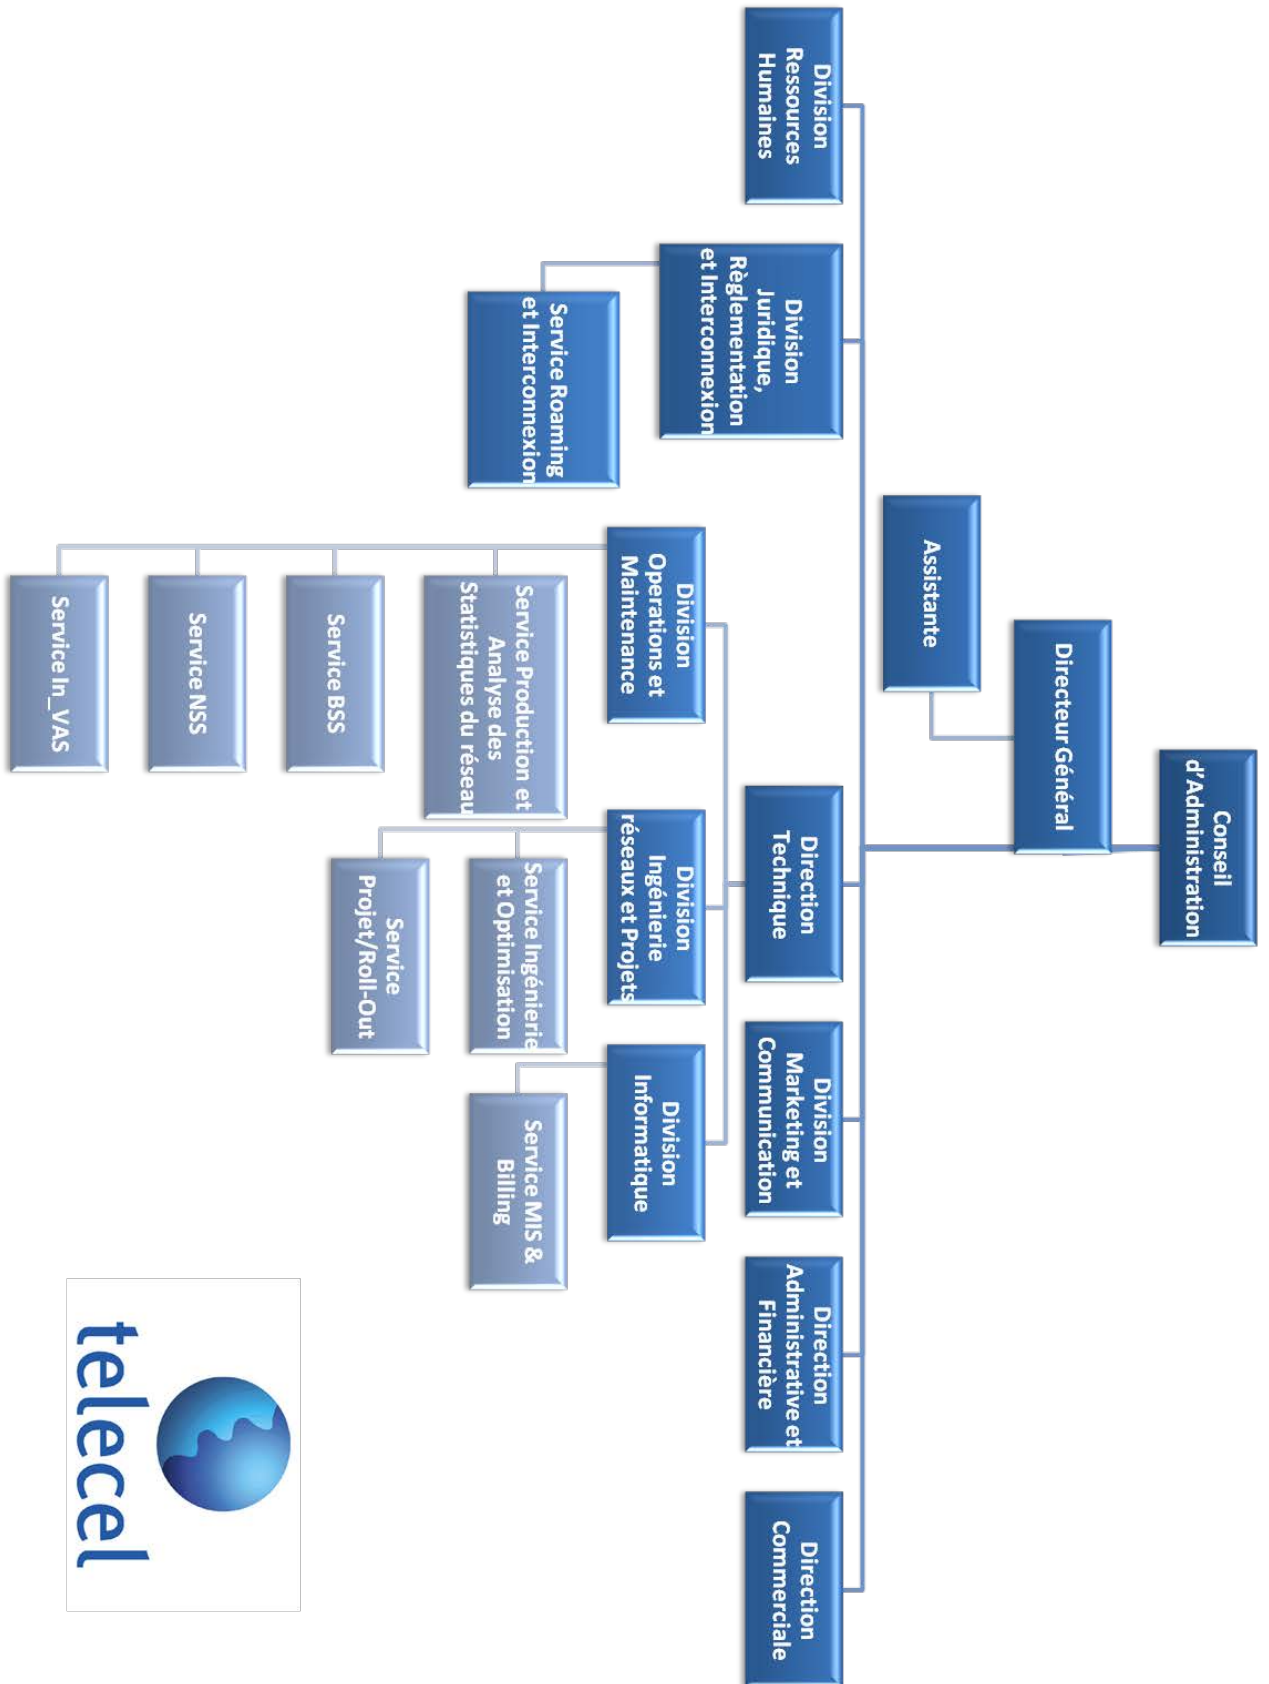 Conseil
d'Administration
Directeur Général
Assistante
Division
Ressources
Humaines
Division
Juridique,
Règlementation
et Interconnexion
Service Roaming
et Interconnexion
Direction
Technique
Division
Operations et
Maintenance
Service Production et
Analyse des
Statistiques du réseau
Service BSS
Service NSS
Service In_VAS
Division
Ingénierie
réseaux et Projets
Service Ingénierie
et Optimisation
Service
Projet/Roll-Out
Division
Informatique
Service MIS &
Billing
Division
Marketing et
Communication
Direction
Administrative et
Financière
Direction
Commerciale
telecel